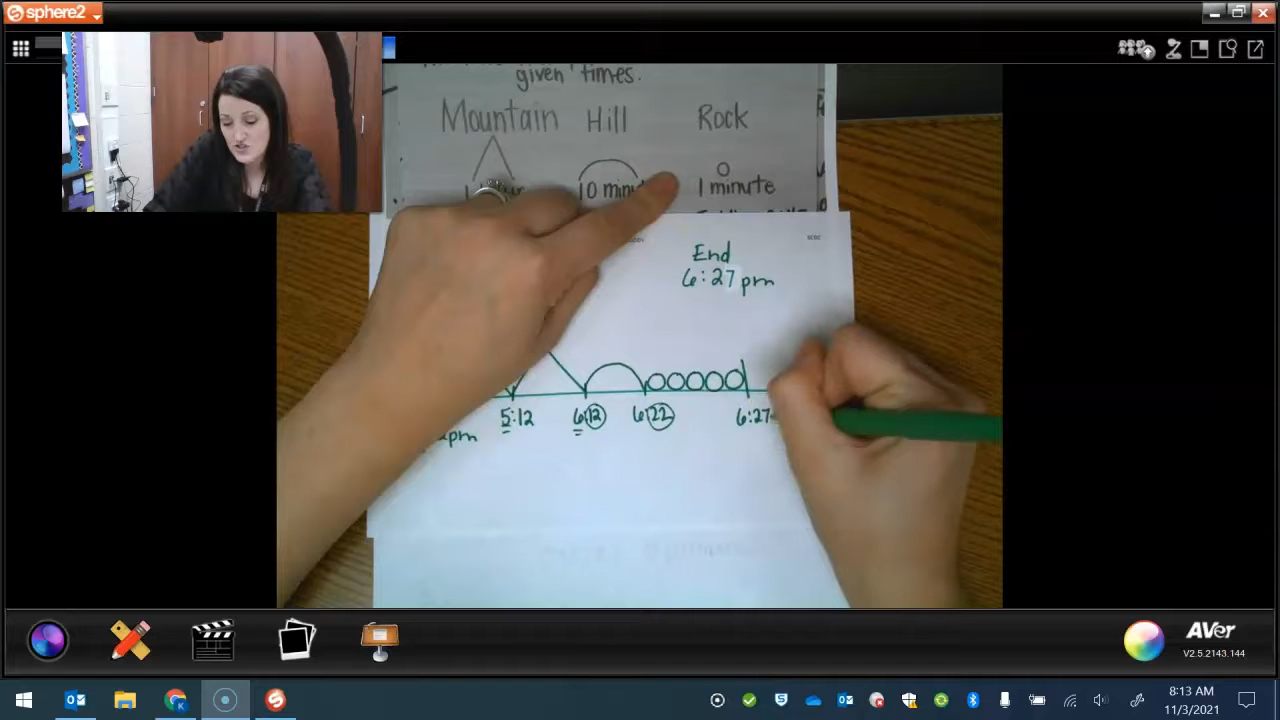 sphere2
given times.
Mountain Hill Rock
10 1 minute
End
6:27 pm
5:12 6:12 6:22 6:27
pm
AVer
V2.5.2143.144
8:13 AM
11/3/2021